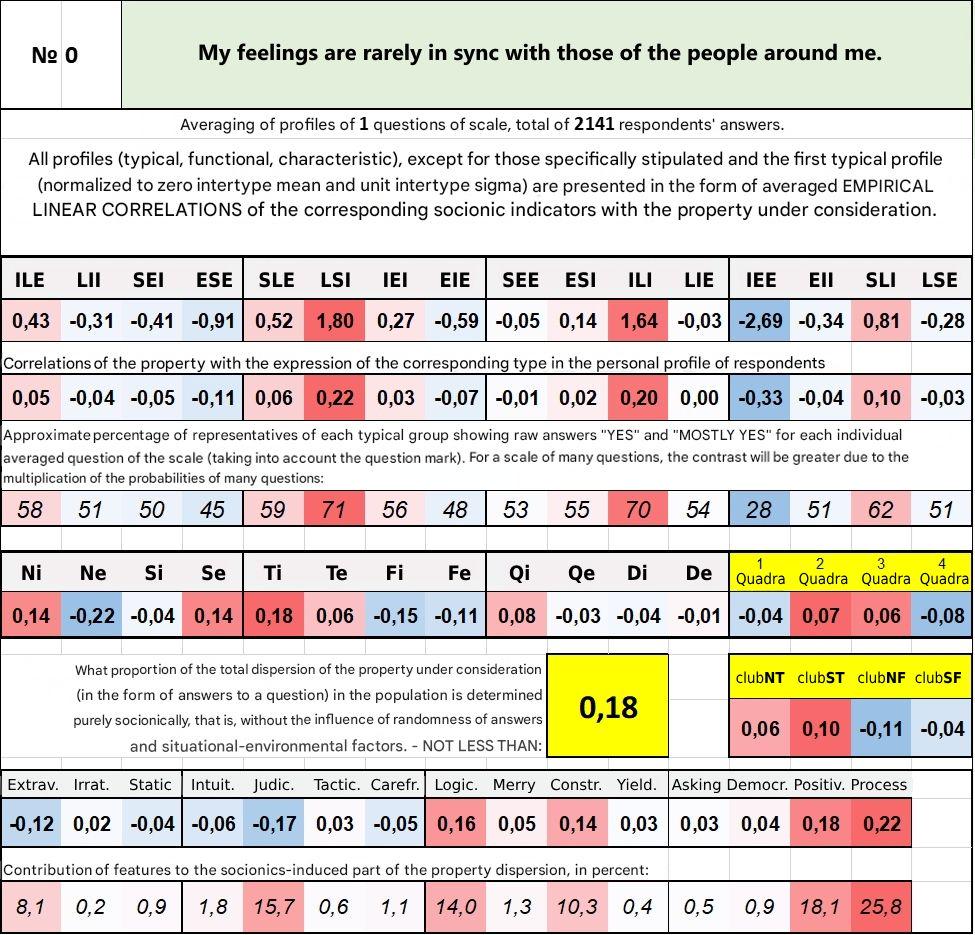 № 0
My feelings are rarely in sync with those of the people around me.
Averaging of profiles of 1 questions of scale, total of 2141 respondents' answers.
All profiles (typical, functional, characteristic), except for those specifically stipulated and the first typical profile
(normalized to zero intertype mean and unit intertype sigma) are presented in the form of averaged EMPIRICAL
LINEAR CORRELATIONS of the corresponding socionic indicators with the property under consideration.
ILE LII SEI ESE SLE LSI IEI EIE SEE ESI ILI LIE IEE EII SLI LSE
0,43 -0,31 -0,41 -0,91 0,52 1,80 0,27 -0,59 -0,05 0,14 1,64 -0,03 -2,69 -0,34 0,81 -0,28
Correlations of the property with the expression of the corresponding type in the personal profile of respondents
0,05 -0,04 -0,05 -0,11 0,06 0,22 0,03 -0,07 -0,01 0,02 0,20 0,00 -0,33 -0,04 0,10 -0,03
Approximate percentage of representatives of each typical group showing raw answers "YES" and "MOSTLY YES" for each individual
averaged question of the scale (taking into account the question mark). For a scale of many questions, the contrast will be greater due to the
multiplication of the probabilities of many questions:
58 51 50 45 59 71 56 48 53 55 70 54 28 51 62 51
Ni Ne Si Se Ti Te Fi Fe Qi Qe Di De 1 Quadra 2 Quadra 3 Quadra 4 Quadra
0,14 -0,22 -0,04 0,14 0,18 0,06 -0,15 -0,11 0,08 -0,03 -0,04 -0,01 -0,04 0,07 0,06 -0,08
What proportion of the total dispersion of the property under consideration
(in the form of answers to a question) in the population is determined
purely socionically, that is, without the influence of randomness of answers
and situational-environmental factors. - NOT LESS THAN:
0,18
clubNT clubST clubNF clubSF
0,06 0,10 -0,11 -0,04
Extrav. Irrat. Static Intuit. Judic. Tactic. Carefr. Logic. Merry Constr. Yield. Asking Democr. Positiv. Process
-0,12 0,02 -0,04 -0,06 -0,17 0,03 -0,05 0,16 0,05 0,14 0,03 0,03 0,04 0,18 0,22
Contribution of features to the socionics-induced part of the property dispersion, in percent:
8,1 0,2 0,9 1,8 15,7 0,6 1,1 14,0 1,3 10,3 0,4 0,5 0,9 18,1 25,8